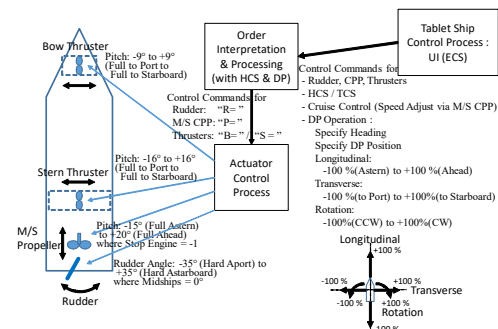 Bow Thruster
Pitch: -9° to +9°
(Full to Port to
Full to Starboard)
Order
Interpretation
& Processing
(with HCS & DP)
Tablet Ship
Control Process :
UI (ECS)
Control Commands for
- Rudder, CPP, Thrusters
- HCS / TCS
- Cruise Control (Speed Adjust via M/S CPP)
- DP Operation :
Specify Heading
Specify DP Position
Longitudinal:
-100 %(Astern) to +100 %(Ahead)
Transverse:
-100 %(to Port) to +100%(to Starboard)
Rotation:
-100%(CCW) to +100%(CW)
Control Commands for
Rudder: “R= ”
M/S CPP: “P= ”
Thrusters: “B= ” / “S = ”
Actuator
Control
Process
Stern Thruster
Pitch: -16° to +16°
(Full to Port to
Full to Starboard)
M/S
Propeller
Pitch: -15° (Full Astern)
to +20° (Full Ahead)
where Stop Engine = -1
Rudder Angle: -35° (Hard Aport) to
+35° (Hard Astarboard)
where Midships = 0°
Rudder
Longitudinal
+100 %
-100 %
+100 %
Transverse
-100 %
+100 %
Rotation
-100 %